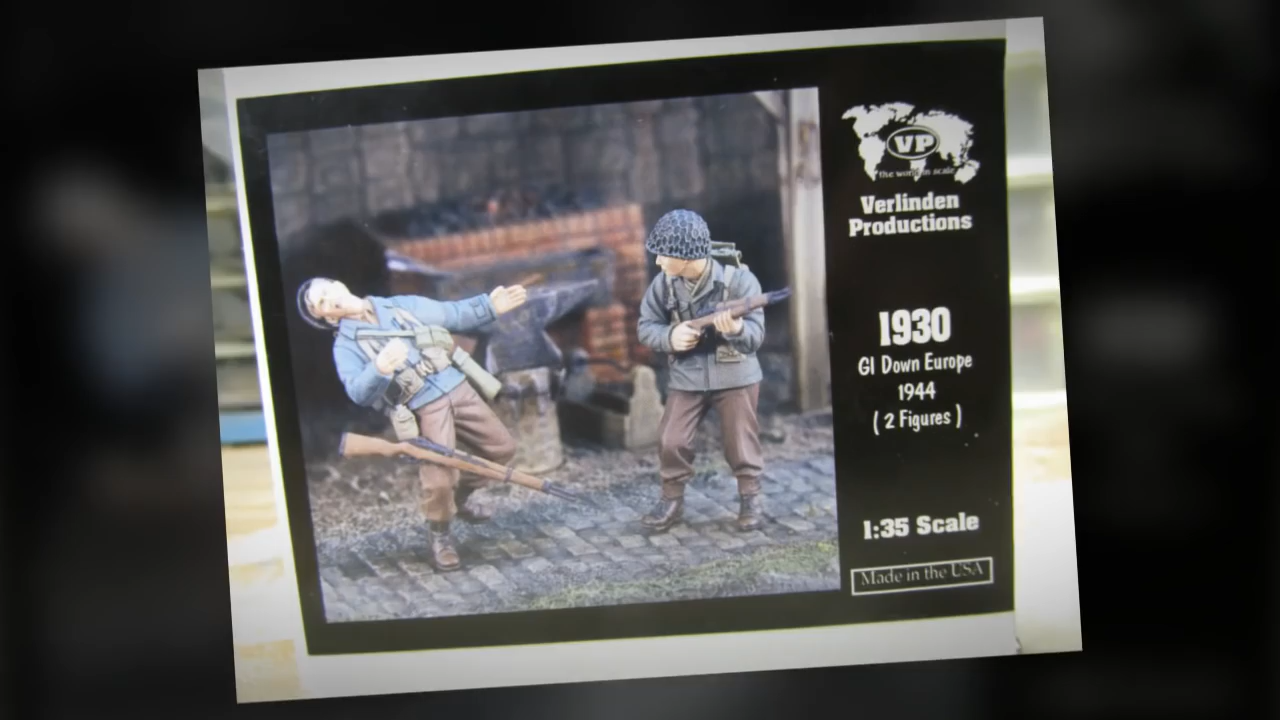 VP
the world in scale
Verlinden
Productions
1930
GI Down Europe
1944
( 2 Figures )
1:35 Scale
Made in the USA